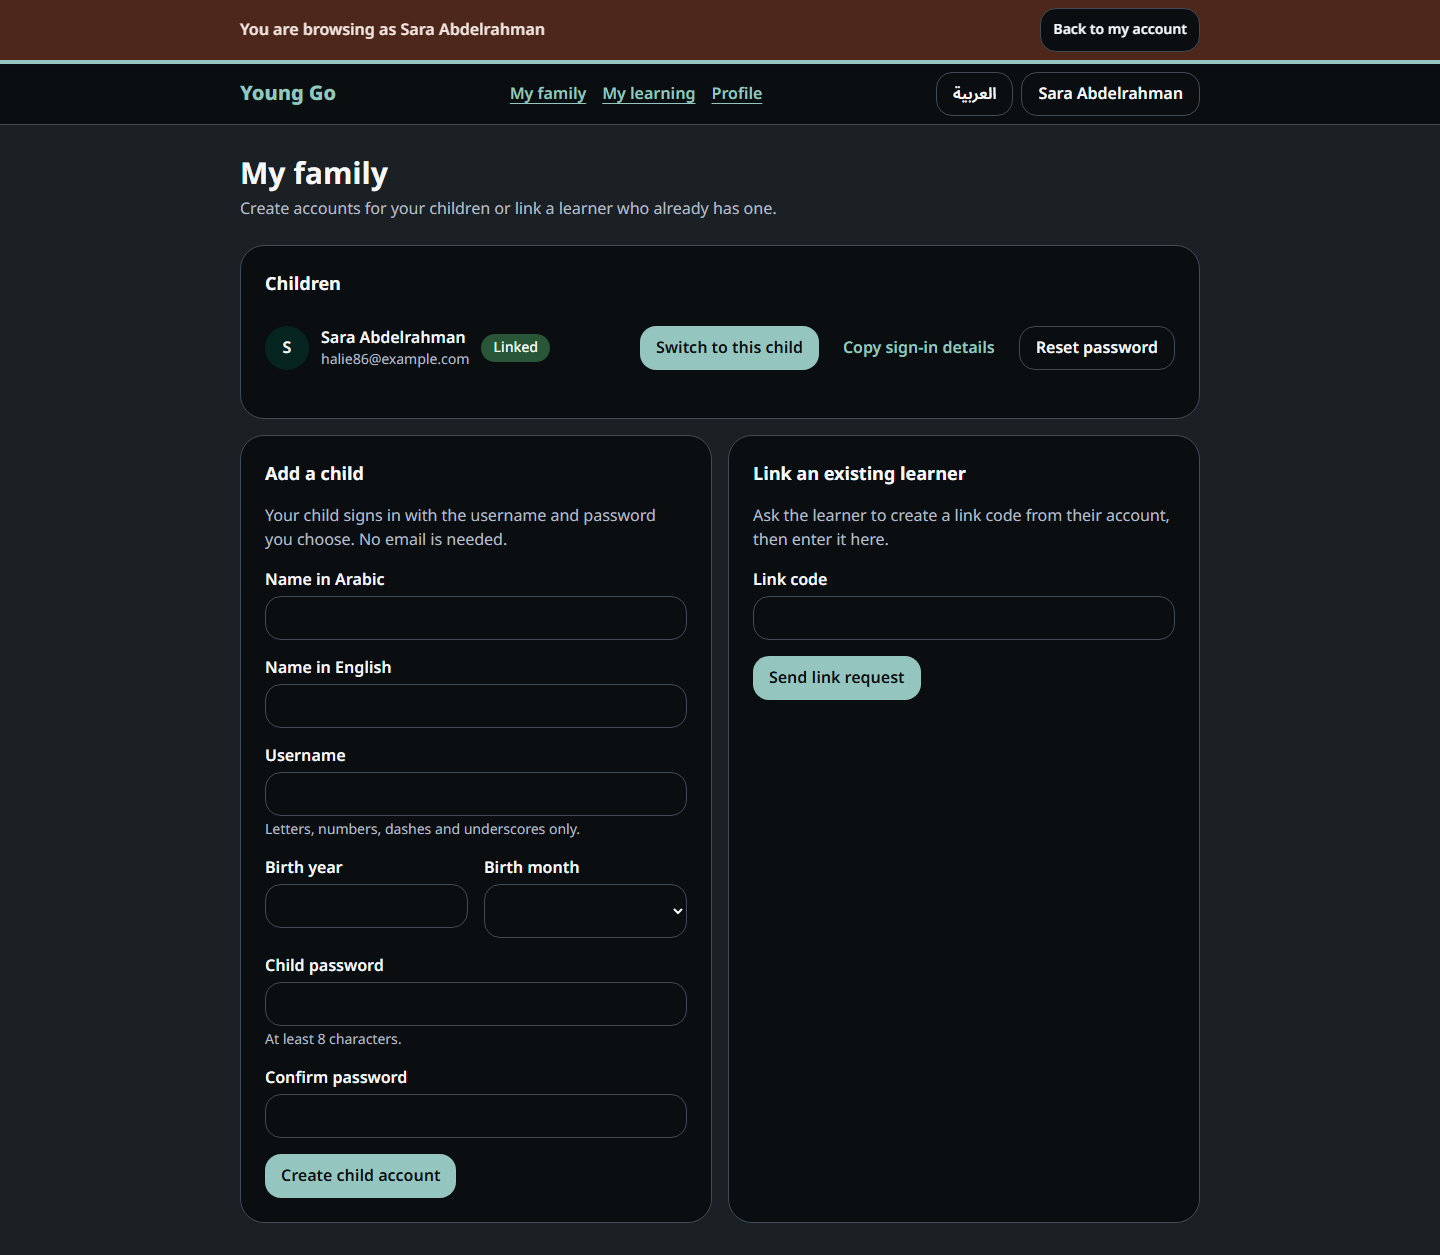 You are browsing as Sara Abdelrahman
Back to my account
Young Go
My family
My learning
Profile
العربية
Sara Abdelrahman
My family
Create accounts for your children or link a learner who already has one.
Children
S
Sara Abdelrahman
halie86@example.com
Linked
Switch to this child
Copy sign-in details
Reset password
Add a child
Your child signs in with the username and password
you choose. No email is needed.
Name in Arabic
Name in English
Username
Letters, numbers, dashes and underscores only.
Birth year
Birth month
Child password
At least 8 characters.
Confirm password
Create child account
Link an existing learner
Ask the learner to create a link code from their account,
then enter it here.
Link code
Send link request